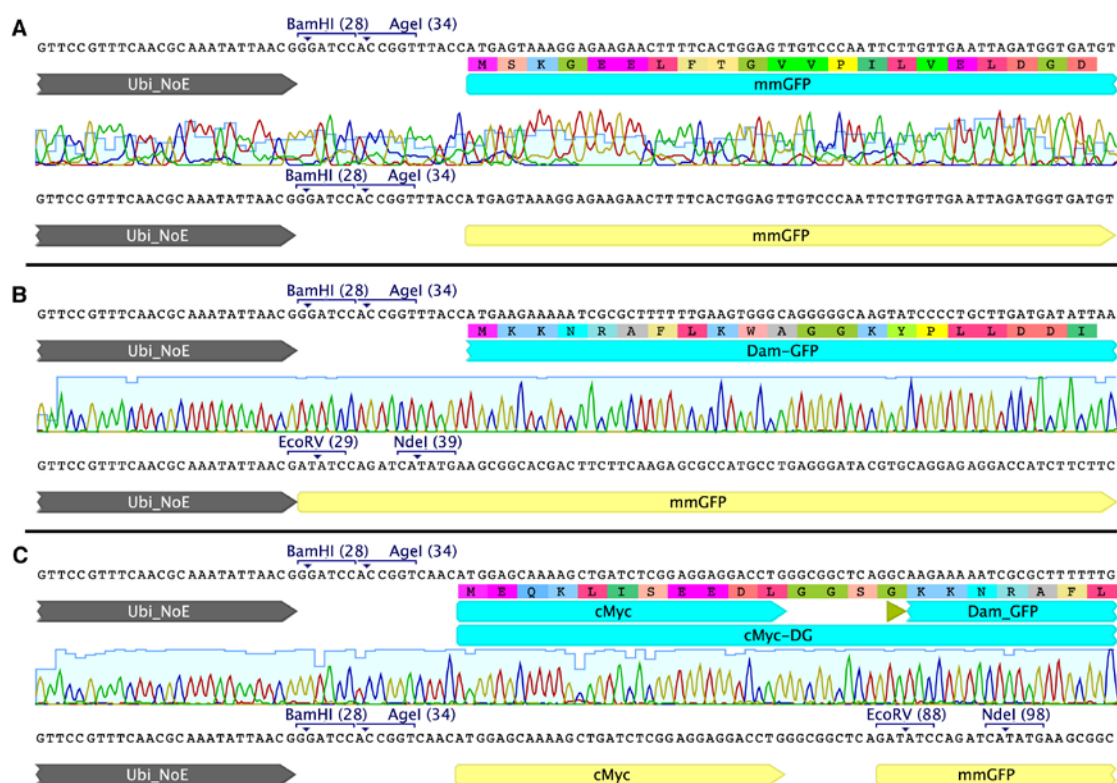 A
BamHI (28) AgeI (34)
GTTCCGTTTCAACGCAAATATTAACGGGATCCACCGGTTTACCATGAGTAAAGGAGAAGAACTTTTCACTGGAGTTGTCCCAATTCTTGTTGAATTAGATGGTGATGT
M S K G E E L F T G V V P I L V E L D G D
Ubi_NoE mmGFP
BamHI (28) AgeI (34)
GTTCCGTTTCAACGCAAATATTAACGGGATCCACCGGTTTACCATGAGTAAAGGAGAAGAACTTTTCACTGGAGTTGTCCCAATTCTTGTTGAATTAGATGGTGATGT
Ubi_NoE mmGFP
B
BamHI (28) AgeI (34)
GTTCCGTTTCAACGCAAATATTAACGGGATCCACCGGTTTACCATGAAGAAAAATCGCGCTTTTTTGAAGTGGGCAGGGGGCAAGTATCCCCTGCTTGATGATATTAA
M K K N R A F L K W A G G K Y P L L D D I
Ubi_NoE Dam-GFP
EcoRV (29) NdeI (39)
GTTCCGTTTCAACGCAAATATTAACGATATCCAGATCATATGAAGCGGCACGACTTCTTCAAGAGCGCCATGCCTGAGGGATACGTGCAGGAGAGGACCATCTTCTTC
Ubi_NoE mmGFP
C
BamHI (28) AgeI (34)
GTTCCGTTTCAACGCAAATATTAACGGGATCCACCGGTCAACATGGAGCAAAAGCTGATCTCGGAGGAGGACCTGGGCGGCTCAGGCAAGAAAAATCGCGCTTTTTTG
M E Q K L I S E E D L G G S G K K N R A F L
Ubi_NoE cMyc Dam_GFP
cMyc-DG
BamHI (28) AgeI (34) EcoRV (88) NdeI (98)
GTTCCGTTTCAACGCAAATATTAACGGGATCCACCGGTCAACATGGAGCAAAAGCTGATCTCGGAGGAGGACCTGGGCGGCTCAGATATCCAGATCATATGAAGCGGC
Ubi_NoE cMyc mmGFP